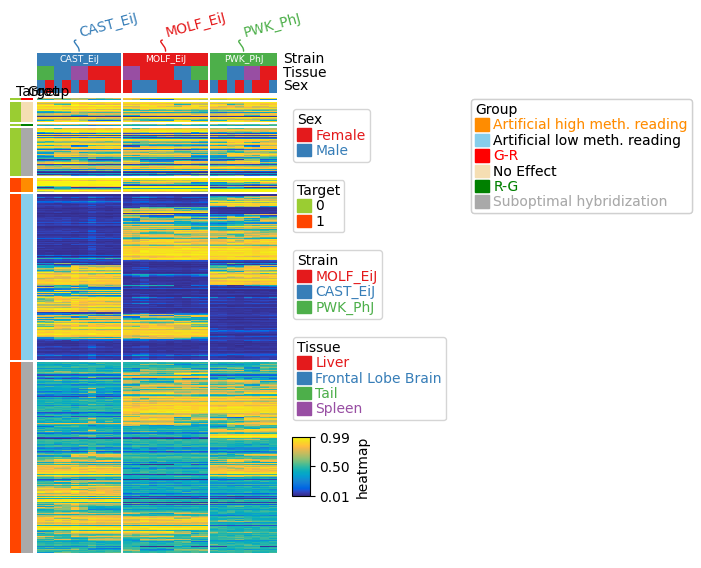 CAST_EiJ
MOLF_EiJ
PWK_PhJ
CAST_EiJ
MOLF_EiJ
PWK_PhJ
Strain
Tissue
Sex
Target
Group
Sex
Female
Male
Target
0
1
Strain
MOLF_EiJ
CAST_EiJ
PWK_PhJ
Tissue
Liver
Frontal Lobe Brain
Tail
Spleen
0.99
0.50
0.01
heatmap
Group
Artificial high meth. reading
Artificial low meth. reading
G-R
No Effect
R-G
Suboptimal hybridization